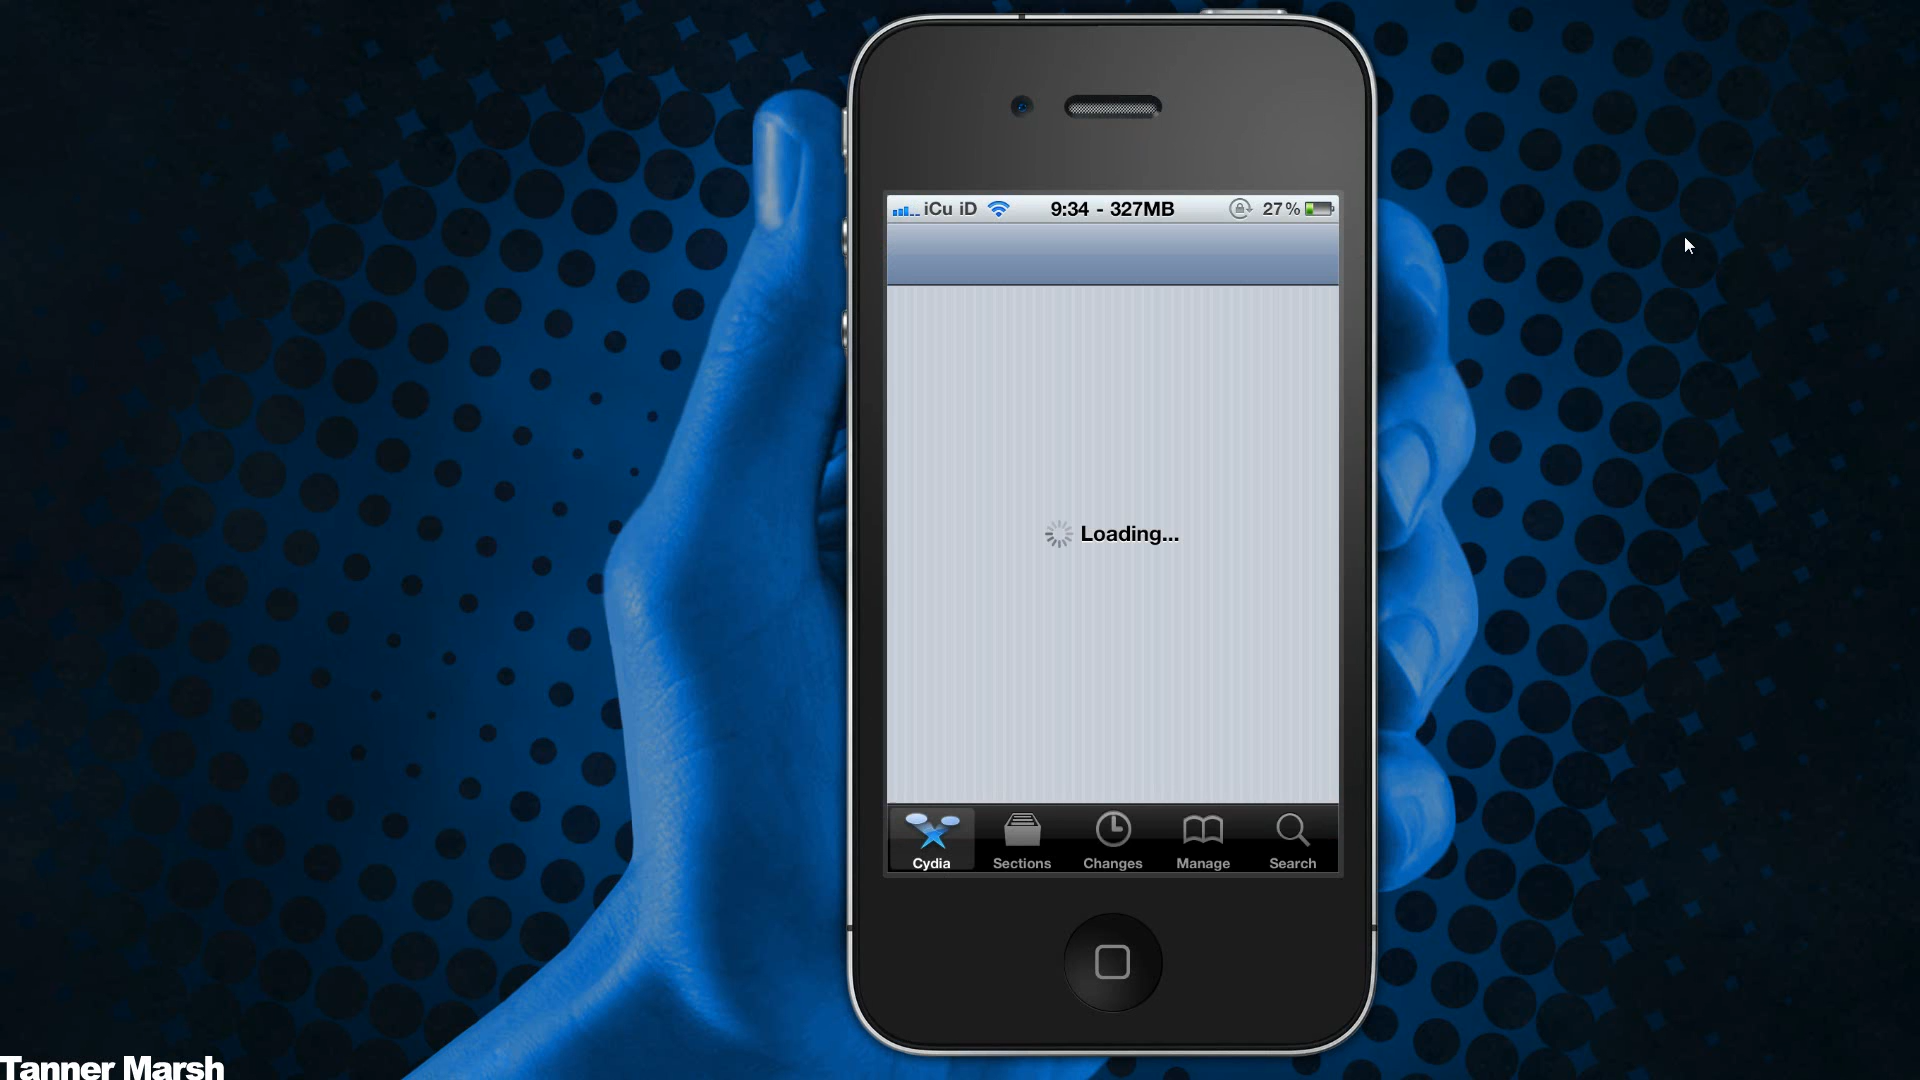 iCu iD 9:34 - 327MB 27%
Loading...
Cydia Sections Changes Manage Search
Tanner Marsh